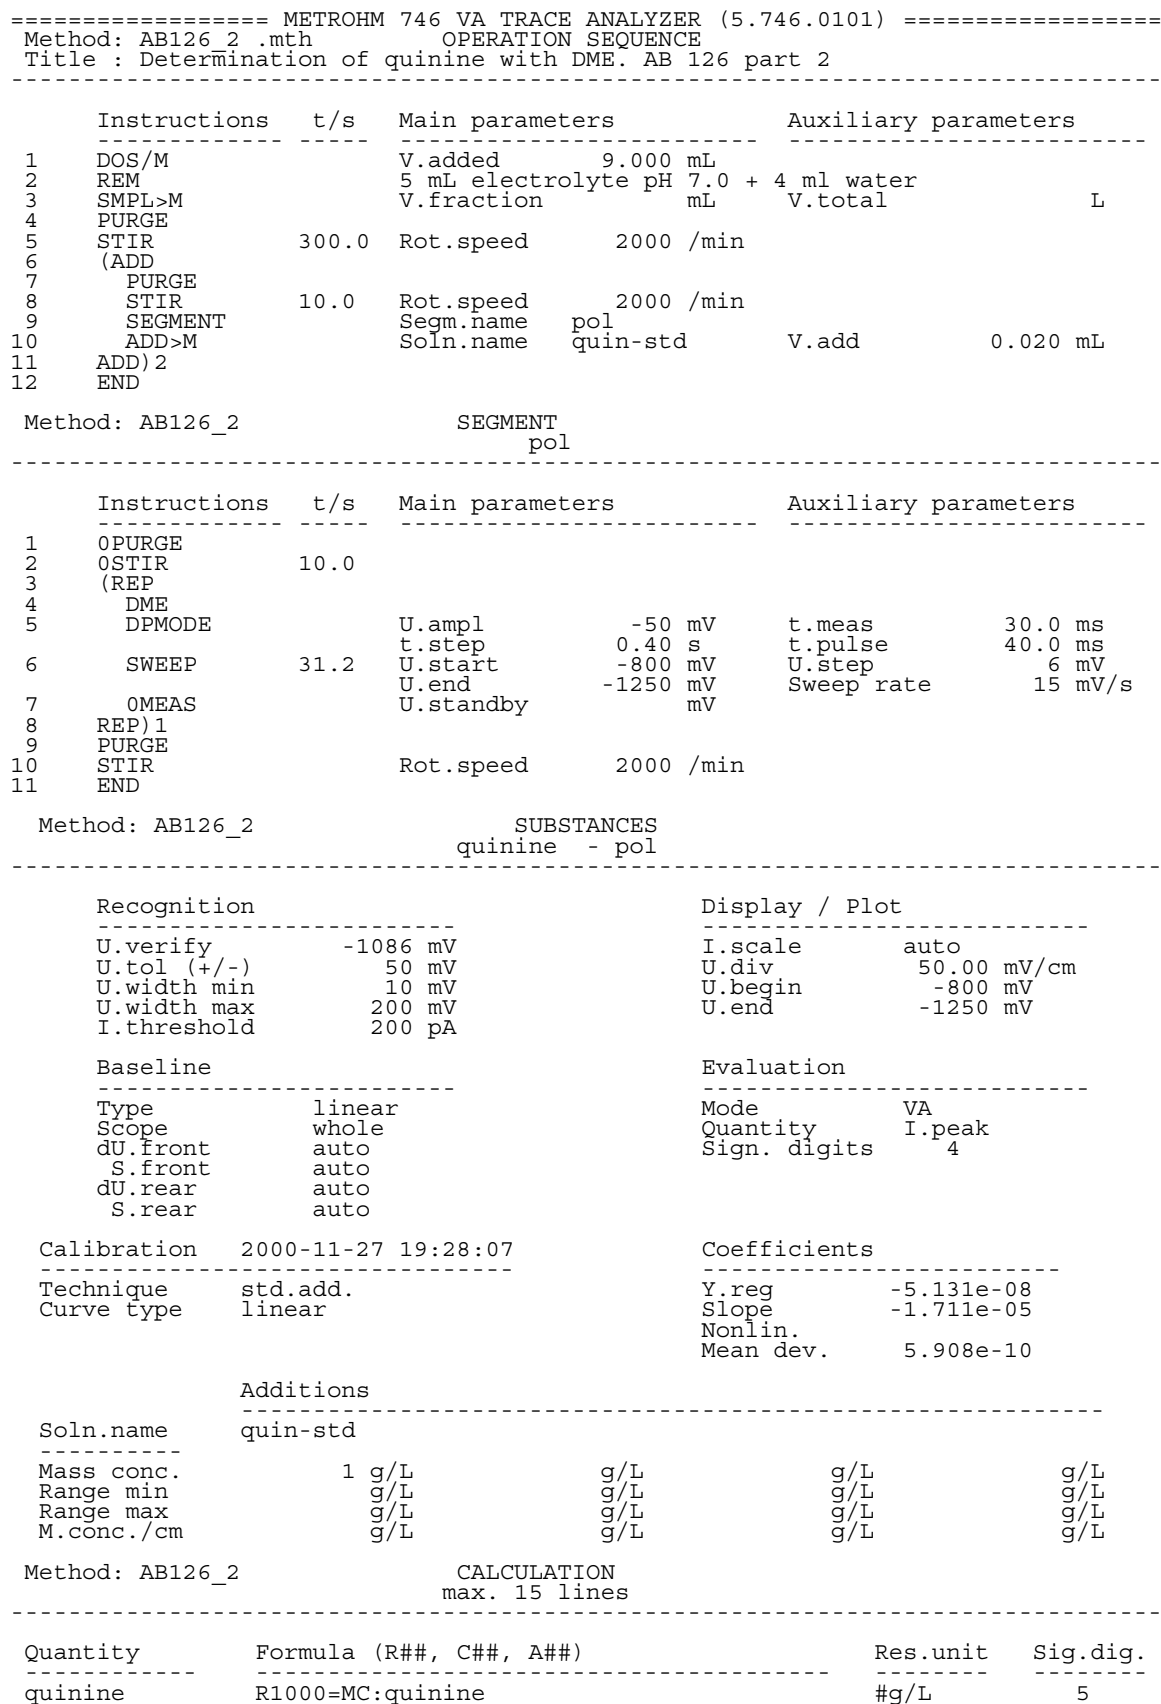 ================== METROHM 746 VA TRACE ANALYZER (5.746.0101) ==================
Method: AB126_2 .mth OPERATION SEQUENCE
Title : Determination of quinine with DME. AB 126 part 2
--------------------------------------------------------------------------------
Instructions t/s Main parameters Auxiliary parameters
------------- ----- ------------------------- -------------------------
1 DOS/M V.added 9.000 mL
2 REM 5 mL electrolyte pH 7.0 + 4 ml water
3 SMPL>M V.fraction mL V.total L
4 PURGE
5 STIR 300.0 Rot.speed 2000 /min
6 (ADD
7 PURGE
8 STIR 10.0 Rot.speed 2000 /min
9 SEGMENT Segm.name pol
10 ADD>M Soln.name quin-std V.add 0.020 mL
11 ADD)2
12 END
Method: AB126_2 SEGMENT
pol
--------------------------------------------------------------------------------
Instructions t/s Main parameters Auxiliary parameters
------------- ----- ------------------------- -------------------------
1 0PURGE
2 0STIR 10.0
3 (REP
4 DME
5 DPMODE U.ampl -50 mV t.meas 30.0 ms
t.step 0.40 s t.pulse 40.0 ms
6 SWEEP 31.2 U.start -800 mV U.step 6 mV
U.end -1250 mV Sweep rate 15 mV/s
7 0MEAS U.standby mV
8 REP)1
9 PURGE
10 STIR Rot.speed 2000 /min
11 END
Method: AB126_2 SUBSTANCES
quinine - pol
--------------------------------------------------------------------------------
Recognition Display / Plot
------------------------- ---------------------------
U.verify -1086 mV I.scale auto
U.tol (+/-) 50 mV U.div 50.00 mV/cm
U.width min 10 mV U.begin -800 mV
U.width max 200 mV U.end -1250 mV
I.threshold 200 pA
Baseline Evaluation
------------------------- ---------------------------
Type linear Mode VA
Scope whole Quantity I.peak
dU.front auto Sign. digits 4
S.front auto
dU.rear auto
S.rear auto
Calibration 2000-11-27 19:28:07 Coefficients
--------------------------------- -------------------------
Technique std.add. Y.reg -5.131e-08
Curve type linear Slope -1.711e-05
Nonlin.
Mean dev. 5.908e-10
Additions
------------------------------------------------------------
Soln.name quin-std
----------
Mass conc. 1 g/L g/L g/L g/L
Range min g/L g/L g/L g/L
Range max g/L g/L g/L g/L
M.conc./cm g/L g/L g/L g/L
Method: AB126_2 CALCULATION
max. 15 lines
--------------------------------------------------------------------------------
Quantity Formula (R##, C##, A##) Res.unit Sig.dig.
------------ ---------------------------------------- -------- --------
quinine R1000=MC:quinine #g/L 5